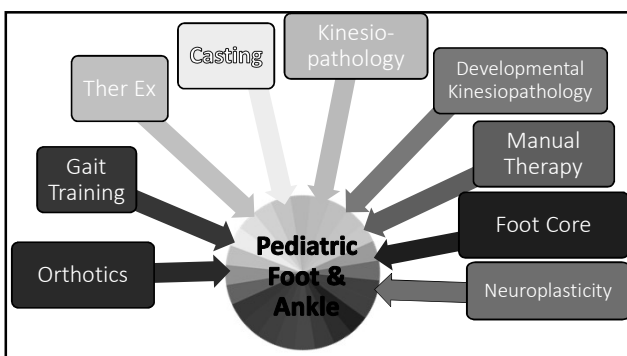 Kinesio-
pathology
Casting
Developmental
Kinesiopathology
Ther Ex
Manual
Therapy
Gait
Training
Foot Core
Pediatric
Foot &
Ankle
Orthotics
Neuroplasticity